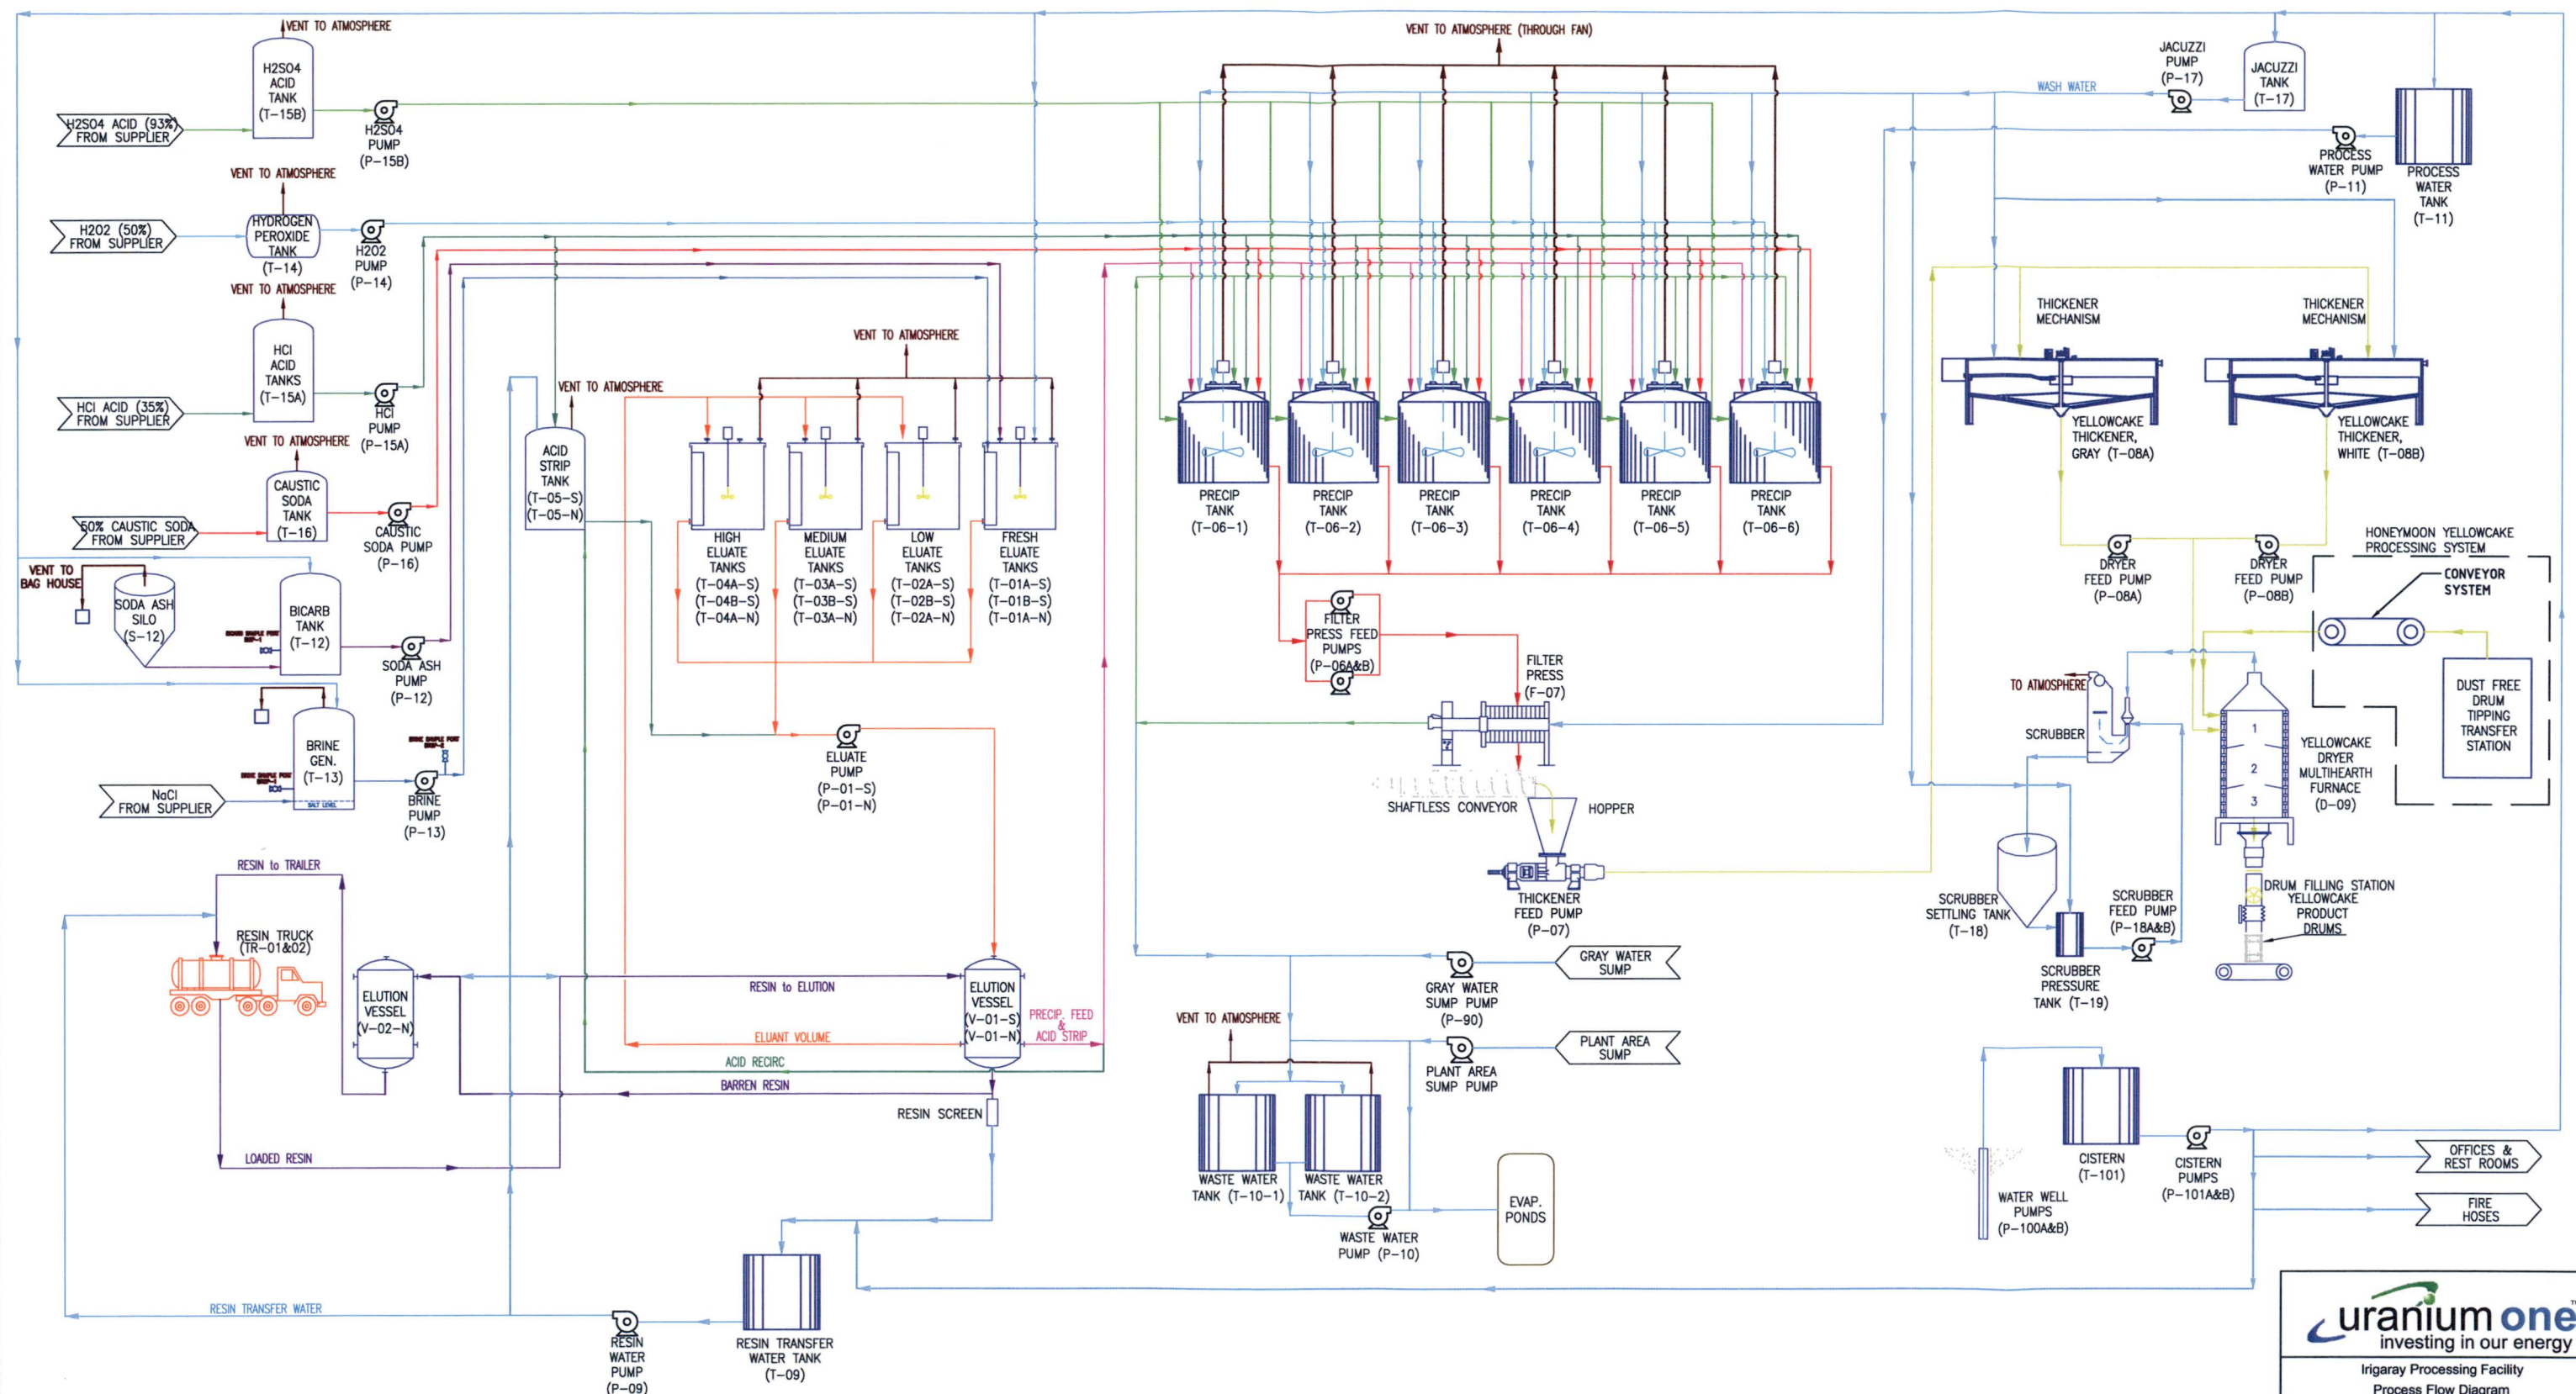 VENT TO ATMOSPHERE
H2SO4
ACID
TANK
(T-15B)
H2SO4 ACID (93%)
FROM SUPPLIER
H2SO4
PUMP
(P-15B)
VENT TO ATMOSPHERE
HYDROGEN
PEROXIDE
TANK
(T-14)
H2O2 (50%)
FROM SUPPLIER
H2O2
PUMP
(P-14)
VENT TO ATMOSPHERE
HCl
ACID
TANKS
(T-15A)
HCl ACID (35%)
FROM SUPPLIER
HCl
PUMP
(P-15A)
VENT TO ATMOSPHERE
CAUSTIC
SODA
TANK
(T-16)
50% CAUSTIC SODA
FROM SUPPLIER
CAUSTIC
SODA PUMP
(P-16)
VENT TO
BAG HOUSE
SODA ASH
SILO
(S-12)
BICARB
TANK
(T-12)
SODA ASH
PUMP
(P-12)
BRINE
GEN.
(T-13)
SALT LEVEL
NaCl
FROM SUPPLIER
BRINE
PUMP
(P-13)
VENT TO ATMOSPHERE
ACID
STRIP
TANK
(T-05-S)
(T-05-N)
VENT TO ATMOSPHERE
HIGH
ELUATE
TANKS
(T-04A-S)
(T-04B-S)
(T-04A-N)
MEDIUM
ELUATE
TANKS
(T-03A-S)
(T-03B-S)
(T-03A-N)
LOW
ELUATE
TANKS
(T-02A-S)
(T-02B-S)
(T-02A-N)
FRESH
ELUATE
TANKS
(T-01A-S)
(T-01B-S)
(T-01A-N)
ELUATE
PUMP
(P-01-S)
(P-01-N)
RESIN to TRAILER
RESIN TRUCK
(TR-01&02)
ELUTION
VESSEL
(V-02-N)
RESIN to ELUTION
ELUTION
VESSEL
(V-01-S)
(V-01-N)
PRECIP. FEED
&
ACID STRIP
ELUANT VOLUME
ACID RECIRC
BARREN RESIN
RESIN SCREEN
LOADED RESIN
RESIN TRANSFER WATER
RESIN
WATER
PUMP
(P-09)
RESIN TRANSFER
WATER TANK
(T-09)
VENT TO ATMOSPHERE (THROUGH FAN)
PRECIP
TANK
(T-06-1)
PRECIP
TANK
(T-06-2)
PRECIP
TANK
(T-06-3)
PRECIP
TANK
(T-06-4)
PRECIP
TANK
(T-06-5)
PRECIP
TANK
(T-06-6)
FILTER
PRESS FEED
PUMPS
(P-06A&B)
FILTER
PRESS
(F-07)
SHAFTLESS CONVEYOR
HOPPER
THICKENER
FEED PUMP
(P-07)
GRAY WATER
SUMP
GRAY WATER
SUMP PUMP
(P-90)
PLANT AREA
SUMP
PLANT AREA
SUMP PUMP
VENT TO ATMOSPHERE
WASTE WATER
TANK (T-10-1)
WASTE WATER
TANK (T-10-2)
WASTE WATER
PUMP (P-10)
EVAP.
PONDS
JACUZZI
PUMP
(P-17)
JACUZZI
TANK
(T-17)
WASH WATER
PROCESS
WATER PUMP
(P-11)
PROCESS
WATER
TANK
(T-11)
THICKENER
MECHANISM
THICKENER
MECHANISM
YELLOWCAKE
THICKENER,
GRAY (T-08A)
YELLOWCAKE
THICKENER,
WHITE (T-08B)
DRYER
FEED PUMP
(P-08A)
DRYER
FEED PUMP
(P-08B)
HONEYMOON YELLOWCAKE
PROCESSING SYSTEM
CONVEYOR
SYSTEM
DUST FREE
DRUM
TIPPING
TRANSFER
STATION
TO ATMOSPHERE
SCRUBBER
1
2
3
YELLOWCAKE
DRYER
MULTIHEARTH
FURNACE
(D-09)
SCRUBBER
SETTLING TANK
(T-18)
SCRUBBER
FEED PUMP
(P-18A&B)
SCRUBBER
PRESSURE
TANK (T-19)
DRUM FILLING STATION
YELLOWCAKE
PRODUCT
DRUMS
CISTERN
(T-101)
CISTERN
PUMPS
(P-101A&B)
WATER WELL
PUMPS
(P-100A&B)
OFFICES &
REST ROOMS
FIRE
HOSES
uranium one
investing in our energy
Irigaray Processing Facility
Process Flow Diagram